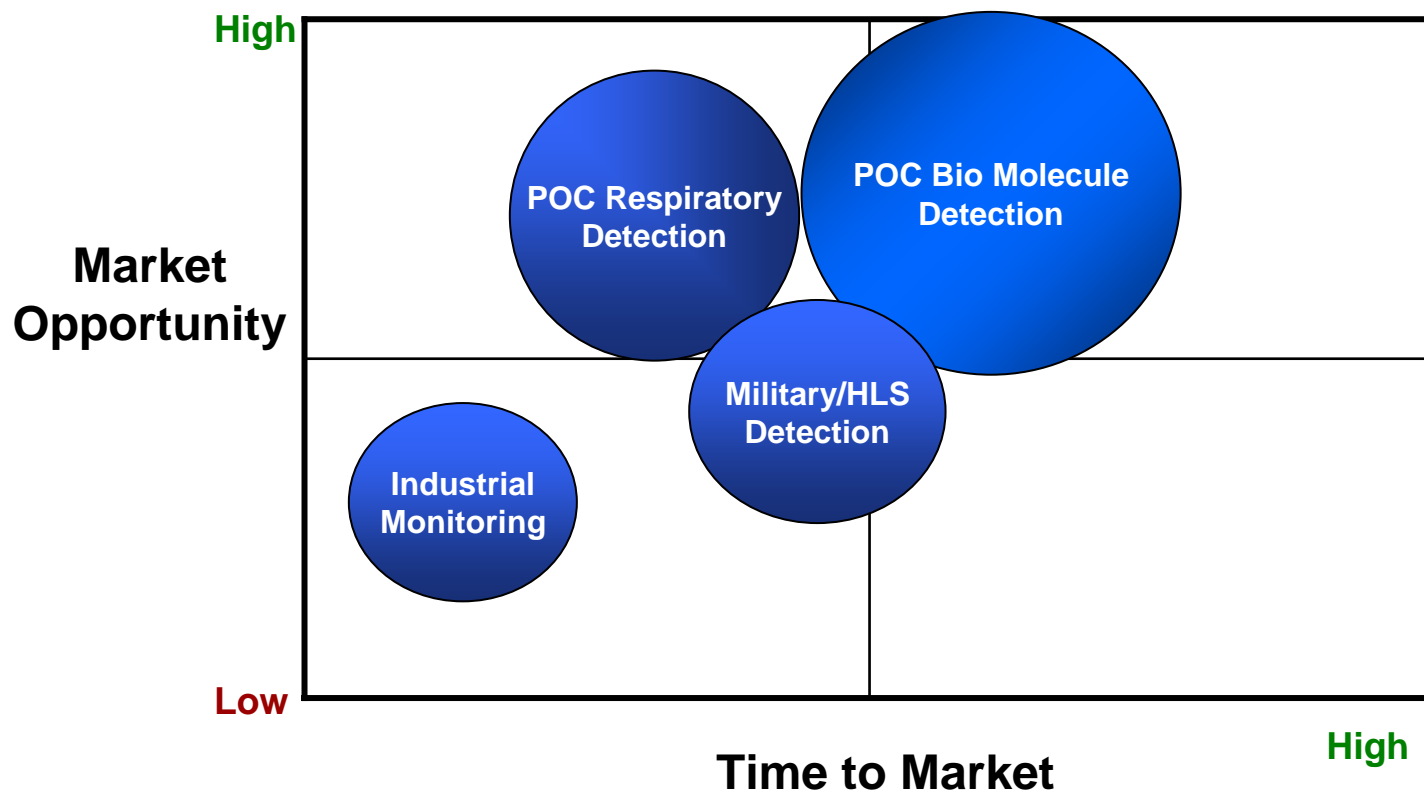 High
POC Bio Molecule
Detection
POC Respiratory
Detection
Market
Opportunity
Military/HLS
Detection
Industrial
Monitoring
Low
High
Time to Market